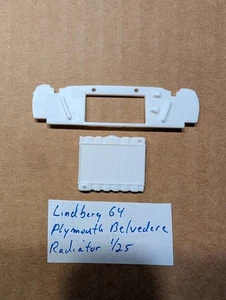 Lindberg 64
Plymouth Belvedere
Radiator 1/25